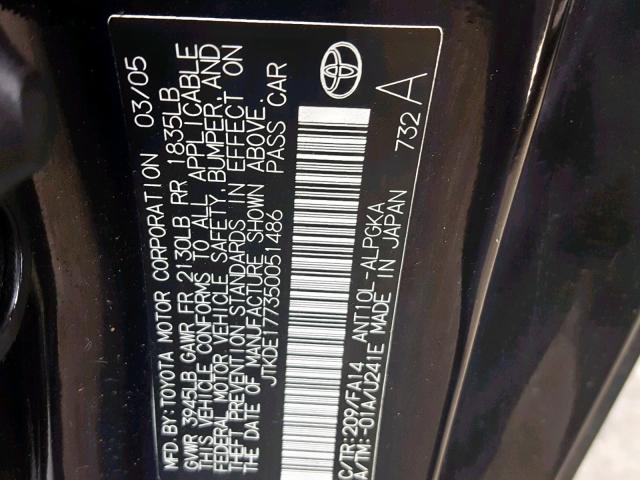 MFD.BY: TOYOTA MOTOR CORPORATION 03/05
GVWR 3945LB GAWR FR 2130LB RR 1835LB
THIS VEHICLE CONFORMS TO ALL APPLICABLE
FEDERAL MOTOR VEHICLE SAFETY, BUMPER, AND
THEFT PREVENTION STANDARDS IN EFFECT ON
THE DATE OF MANUFACTURE SHOWN ABOVE.
JTKDE177350051486 PASS CAR
C/TR: 209/FA14 ANT10L-ALPGKA
A/TM: -01A/U241E MADE IN JAPAN 732 A